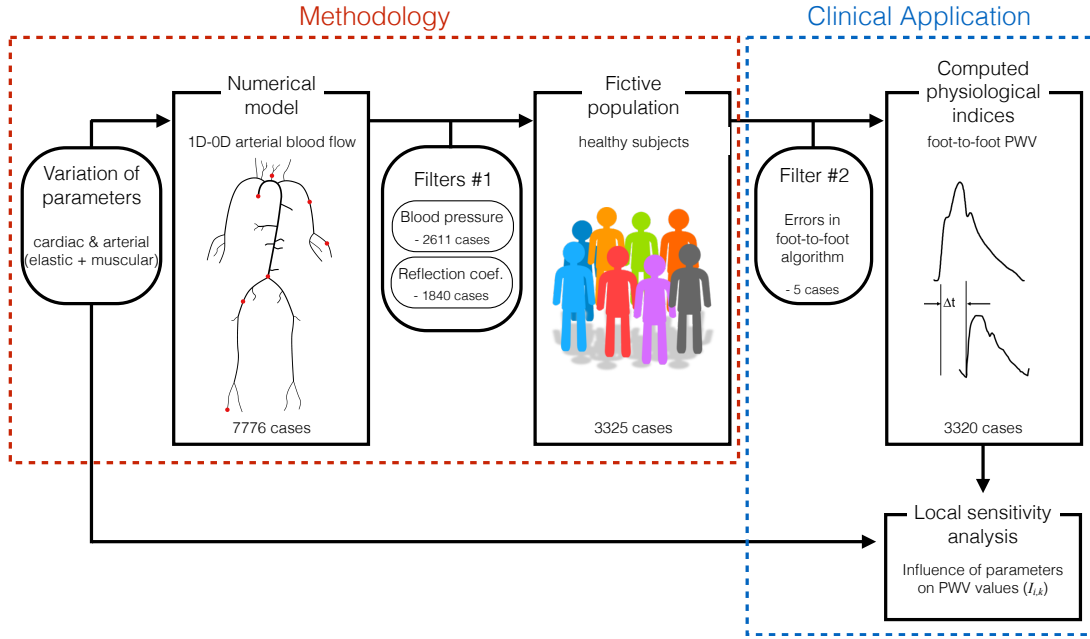 Methodology
Clinical Application
Numerical
model
1D-0D arterial blood flow
7776 cases
Variation of
parameters
cardiac & arterial
(elastic + muscular)
Filters #1
Blood pressure
- 2611 cases
Reflection coef.
- 1840 cases
Fictive
population
healthy subjects
3325 cases
Filter #2
Errors in
foot-to-foot
algorithm
- 5 cases
Computed
physiological
indices
foot-to-foot PWV
Δt
3320 cases
Local sensitivity
analysis
Influence of parameters
on PWV values (I_{i,k})